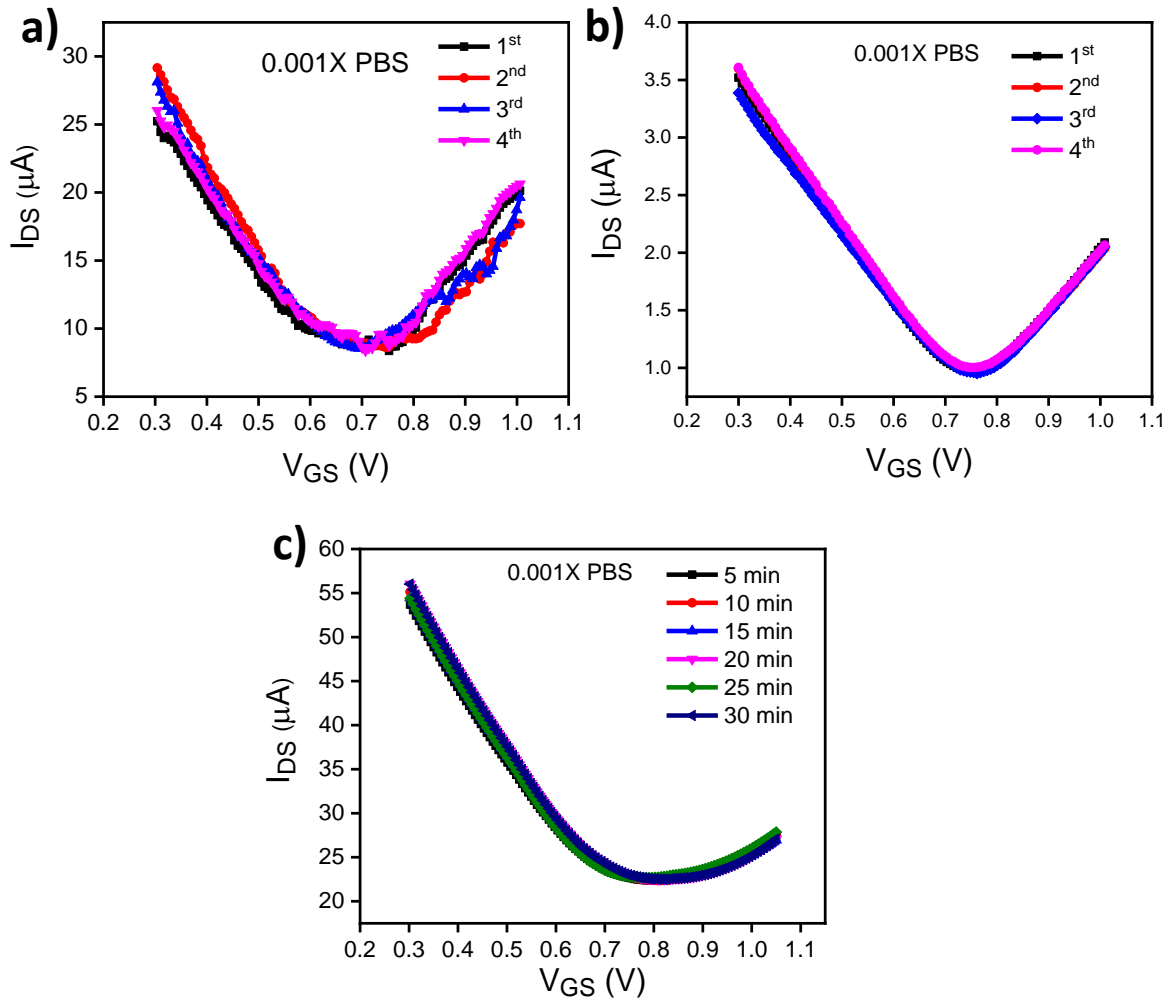 a)
0.001X PBS
1st
2nd
3rd
4th
30
25
20
15
10
5
0.2 0.3 0.4 0.5 0.6 0.7 0.8 0.9 1.0 1.1
IDS (μA)
VGS (V)
b)
0.001X PBS
1st
2nd
3rd
4th
4.0
3.5
3.0
2.5
2.0
1.5
1.0
0.2 0.3 0.4 0.5 0.6 0.7 0.8 0.9 1.0 1.1
IDS (μA)
VGS (V)
c)
0.001X PBS
5 min
10 min
15 min
20 min
25 min
30 min
60
55
50
45
40
35
30
25
20
0.2 0.3 0.4 0.5 0.6 0.7 0.8 0.9 1.0 1.1
IDS (μA)
VGS (V)